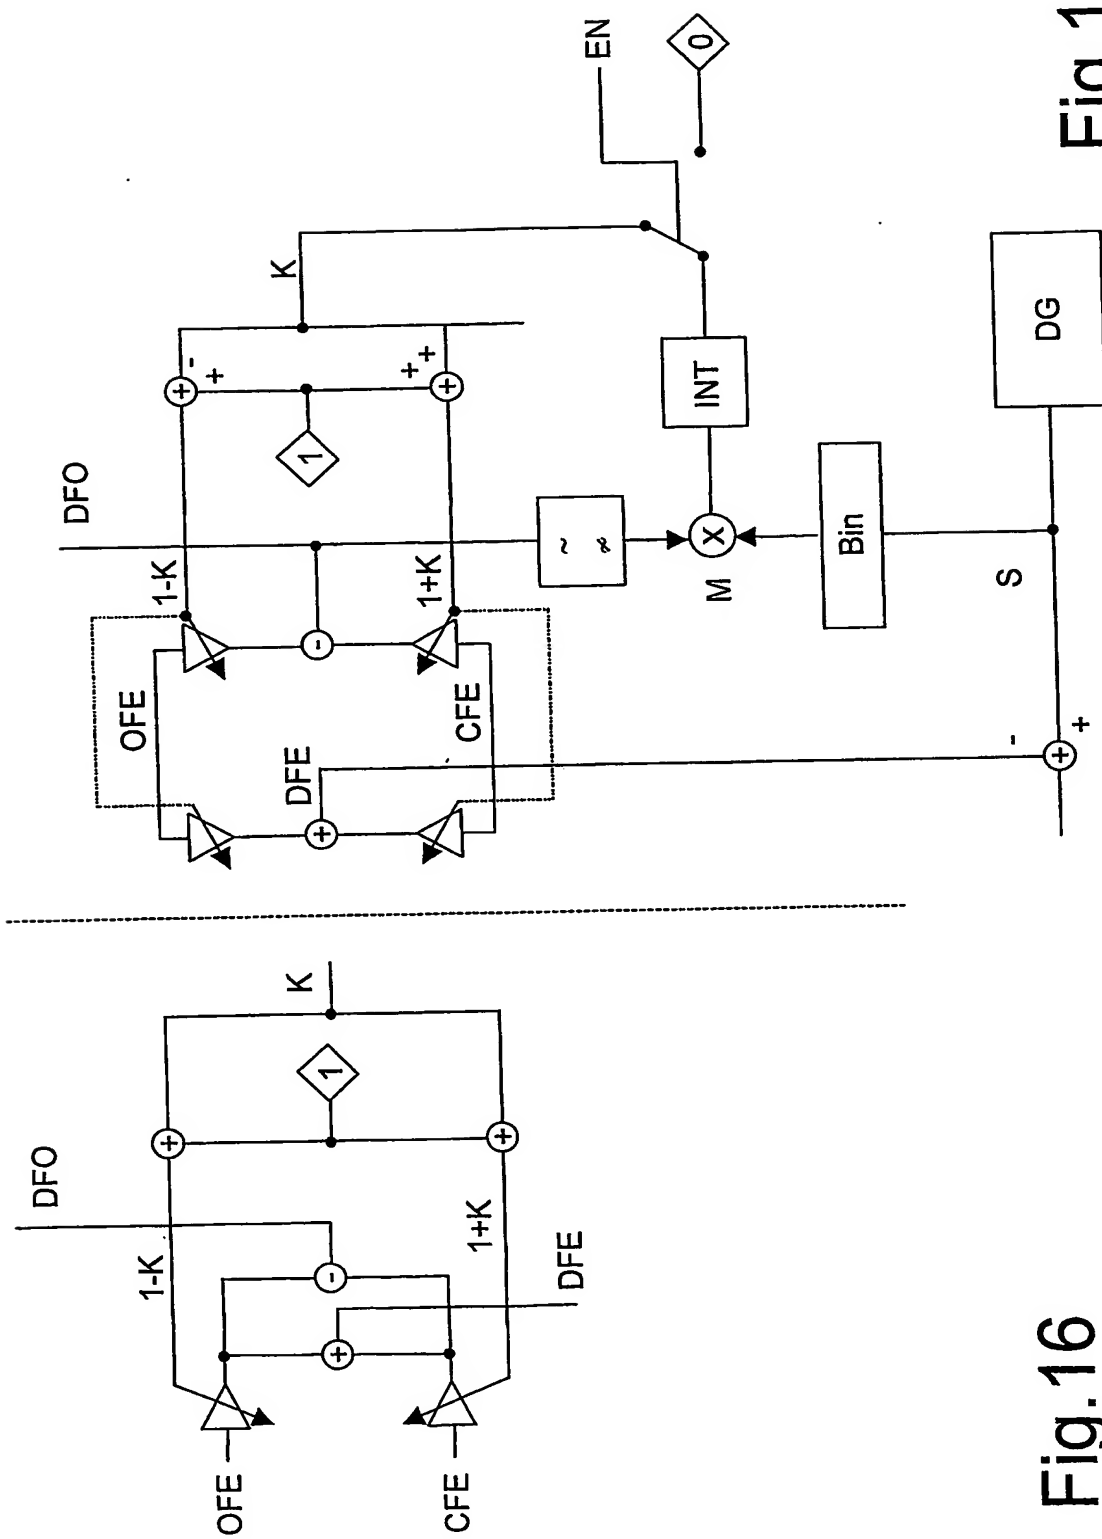 OFE
CFE
1-K
1+K
DFO
DFE
+
-
+
+
1
K
Fig.16
OFE
CFE
DFE
+
1-K
1+K
-
DFO
1
+
+
-
+
+
+
K
EN
0
INT
X
M
~
Bin
S
DG
-
+
+
Fig